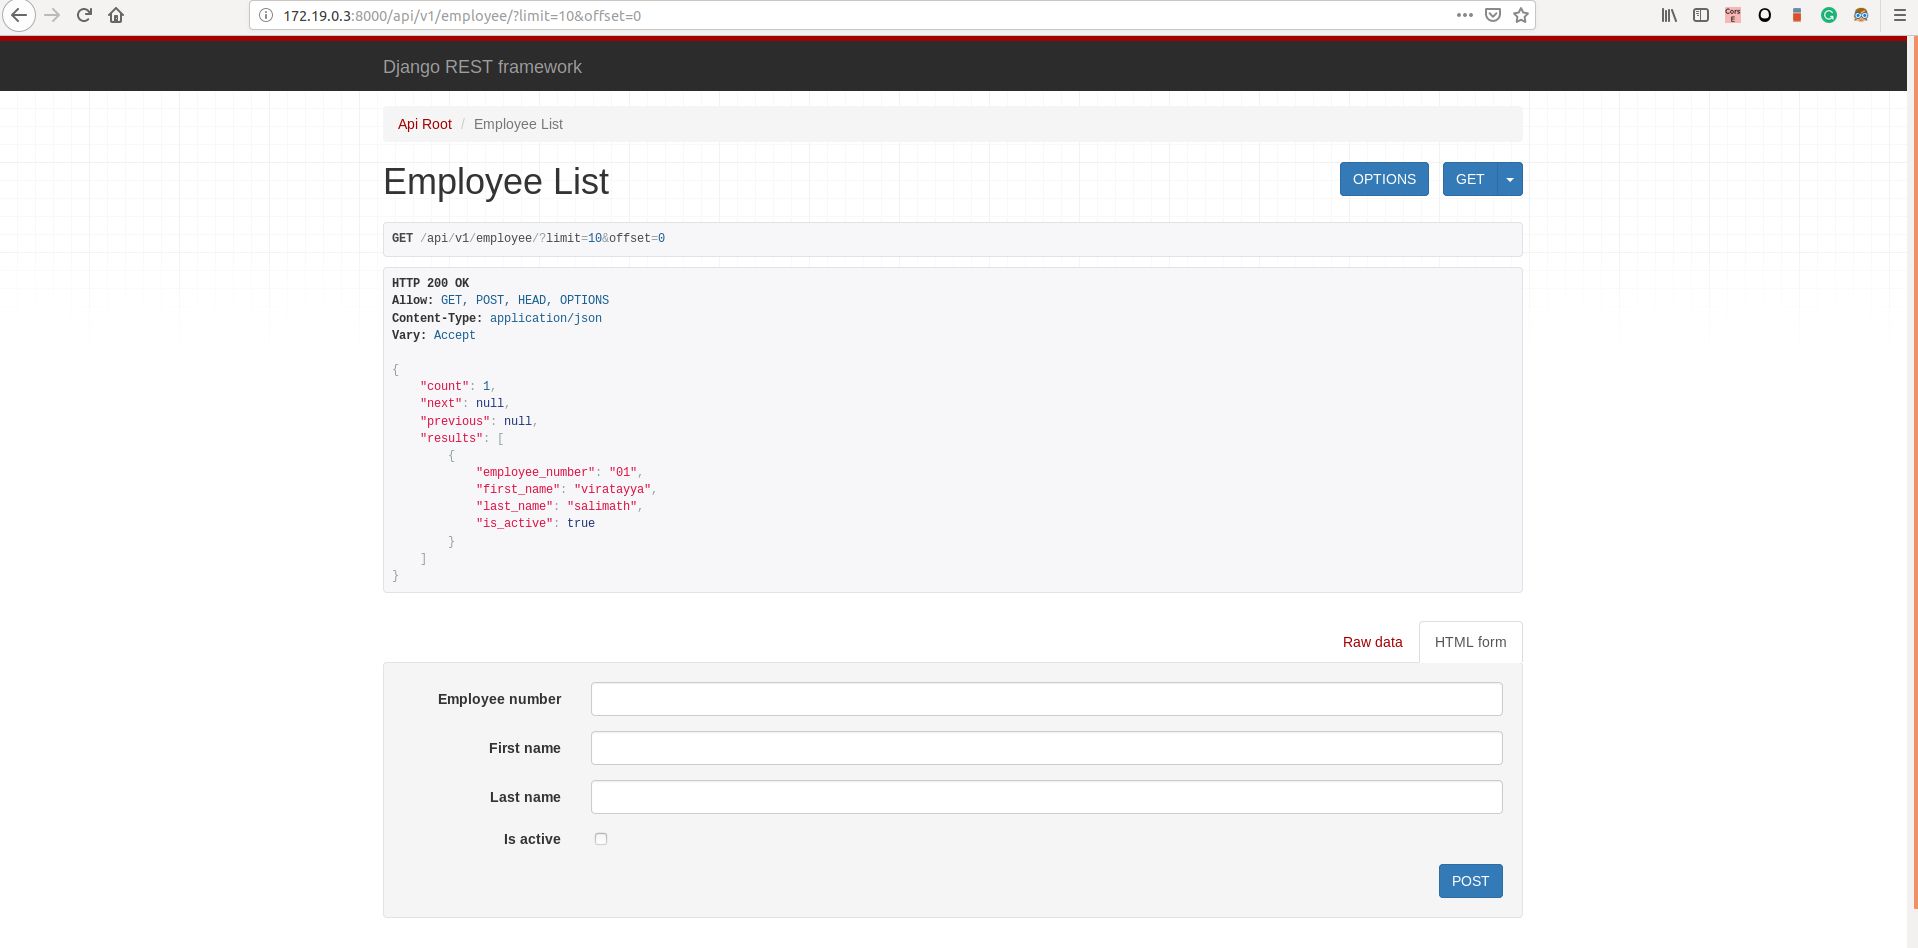 172.19.0.3:8000/api/v1/employee/?limit=10&offset=0
Cors E
Django REST framework
Api Root / Employee List
Employee List
OPTIONS GET
GET /api/v1/employee/?limit=10&offset=0
HTTP 200 OK
Allow: GET, POST, HEAD, OPTIONS
Content-Type: application/json
Vary: Accept
{
    "count": 1,
    "next": null,
    "previous": null,
    "results": [
        {
            "employee_number": "01",
            "first_name": "viratayya",
            "last_name": "salimath",
            "is_active": true
        }
    ]
}
Raw data HTML form
Employee number
First name
Last name
Is active
POST